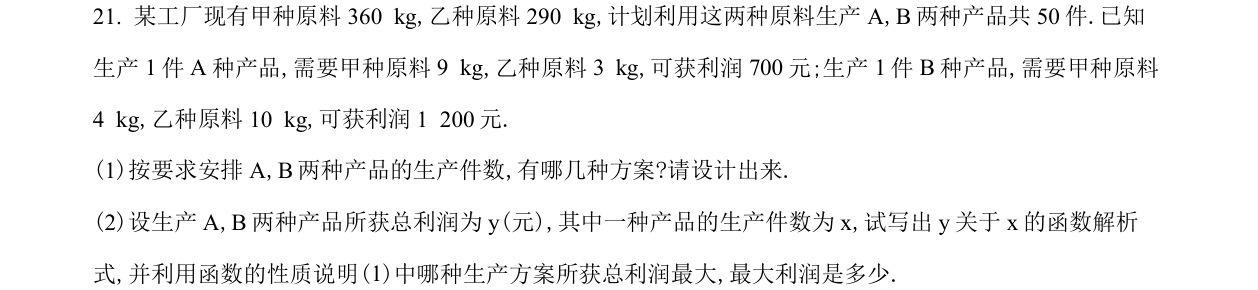 21. 某工厂现有甲种原料 360 kg,乙种原料 290 kg,计划利用这两种原料生产 A,B 两种产品共 50 件.已知
生产 1 件 A 种产品,需要甲种原料 9 kg,乙种原料 3 kg,可获利润 700 元;生产 1 件 B 种产品,需要甲种原料
4 kg,乙种原料 10 kg,可获利润 1 200 元.
(1)按要求安排 A,B 两种产品的生产件数,有哪几种方案?请设计出来.
(2)设生产 A,B 两种产品所获总利润为 y(元),其中一种产品的生产件数为 x,试写出 y 关于 x 的函数解析
式,并利用函数的性质说明(1)中哪种生产方案所获总利润最大,最大利润是多少.